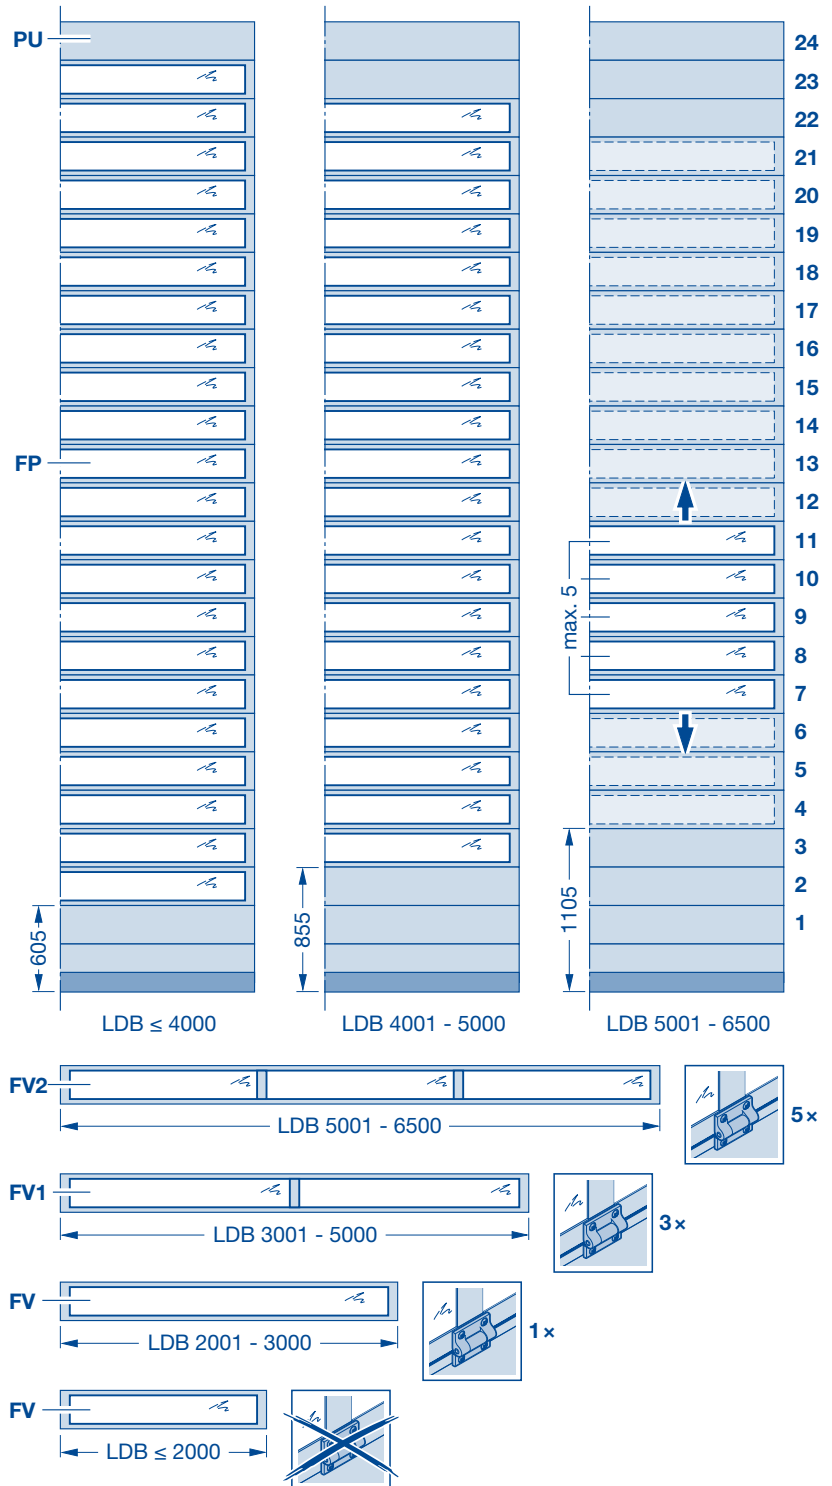 PU
24
23
22
21
20
19
18
17
16
15
14
FP
13
12
11
10
max. 5
9
8
7
6
5
4
3
2
1
605
855
1105
LDB ≤ 4000
LDB 4001 - 5000
LDB 5001 - 6500
FV2
LDB 5001 - 6500
5×
FV1
LDB 3001 - 5000
3×
FV
LDB 2001 - 3000
1×
FV
LDB ≤ 2000